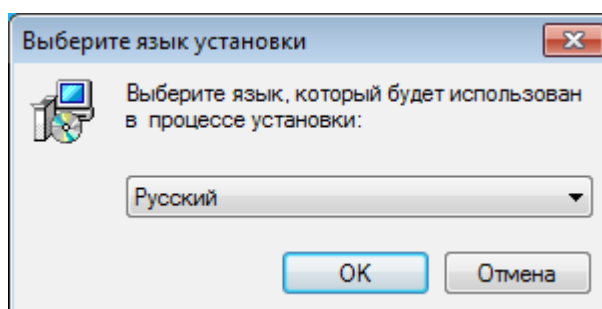 Выберите язык установки
Выберите язык, который будет использован
в процессе установки:
Русский
OK
Отмена